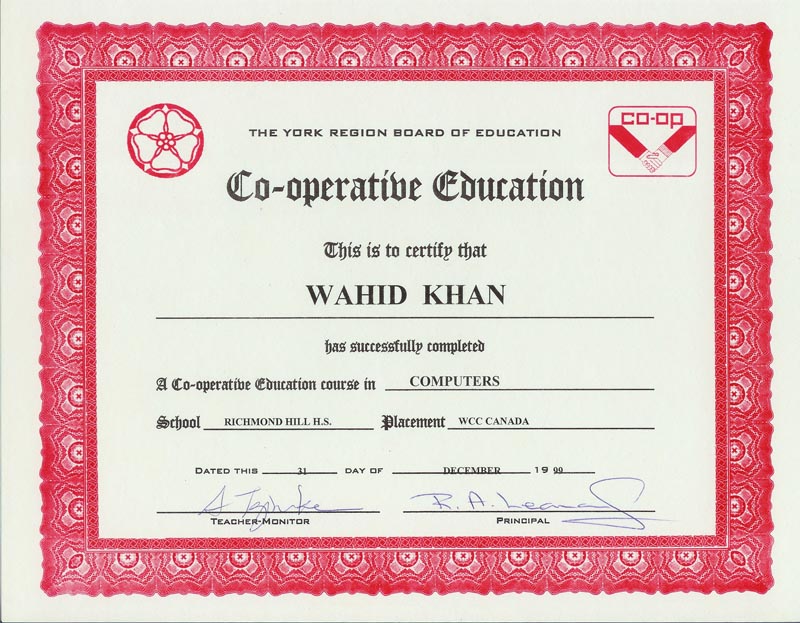 THE YORK REGION BOARD OF EDUCATION
co-op
Co-operative Education
This is to certify that
WAHID KHAN
has successfully completed
A Co-operative Education course in COMPUTERS
School RICHMOND HILL H.S. Placement WCC CANADA
DATED THIS 31 DAY OF DECEMBER 19 99
R. A.
TEACHER-MONITOR PRINCIPAL